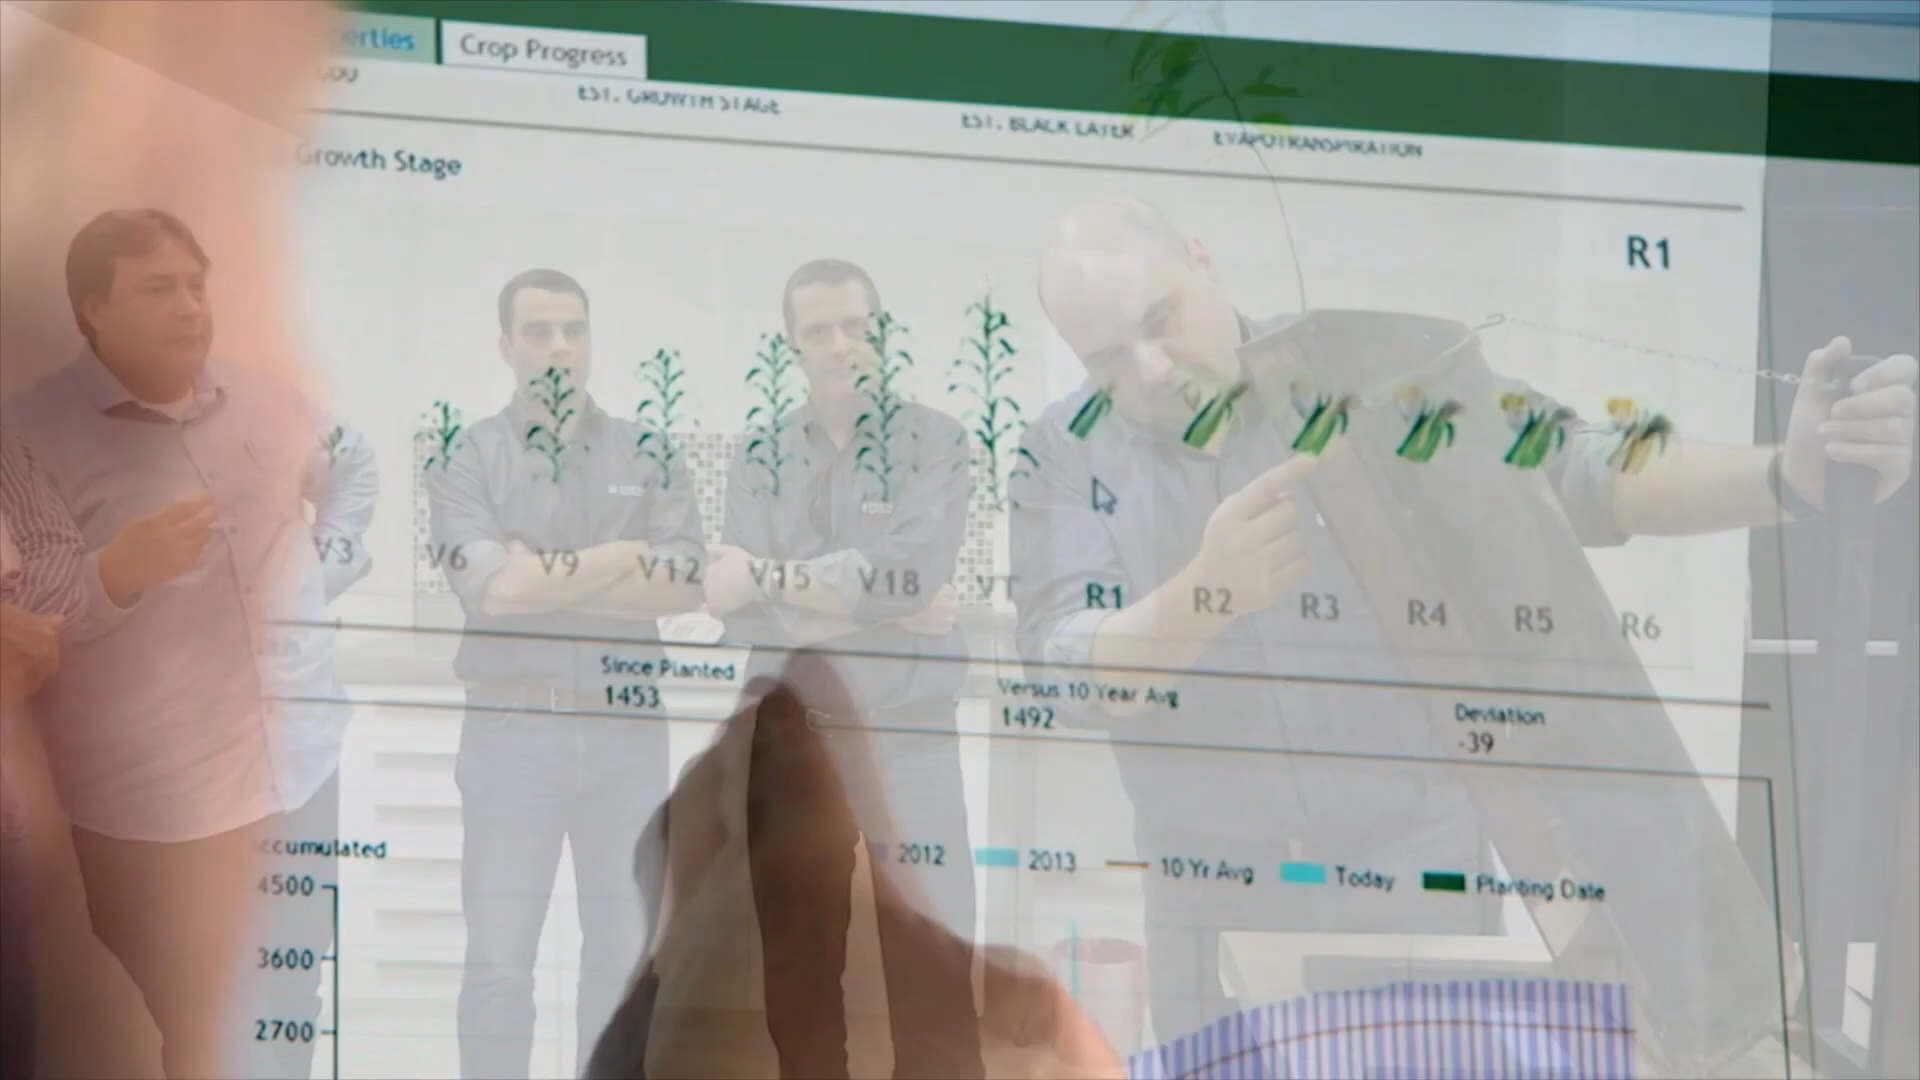 Crop Progress
EST. GROWTH STAGE
EST. BLACK LAYER
EVAPOTRANSPIRATION
Growth Stage
R1
V3 V6 V9 V12 V15 V18 VT R1 R2 R3 R4 R5 R6
Since Planted
1453
Versus 10 Year Avg
1492
Deviation
-39
2012 2013 10 Yr Avg Today Planting Date
4500
3600
2700